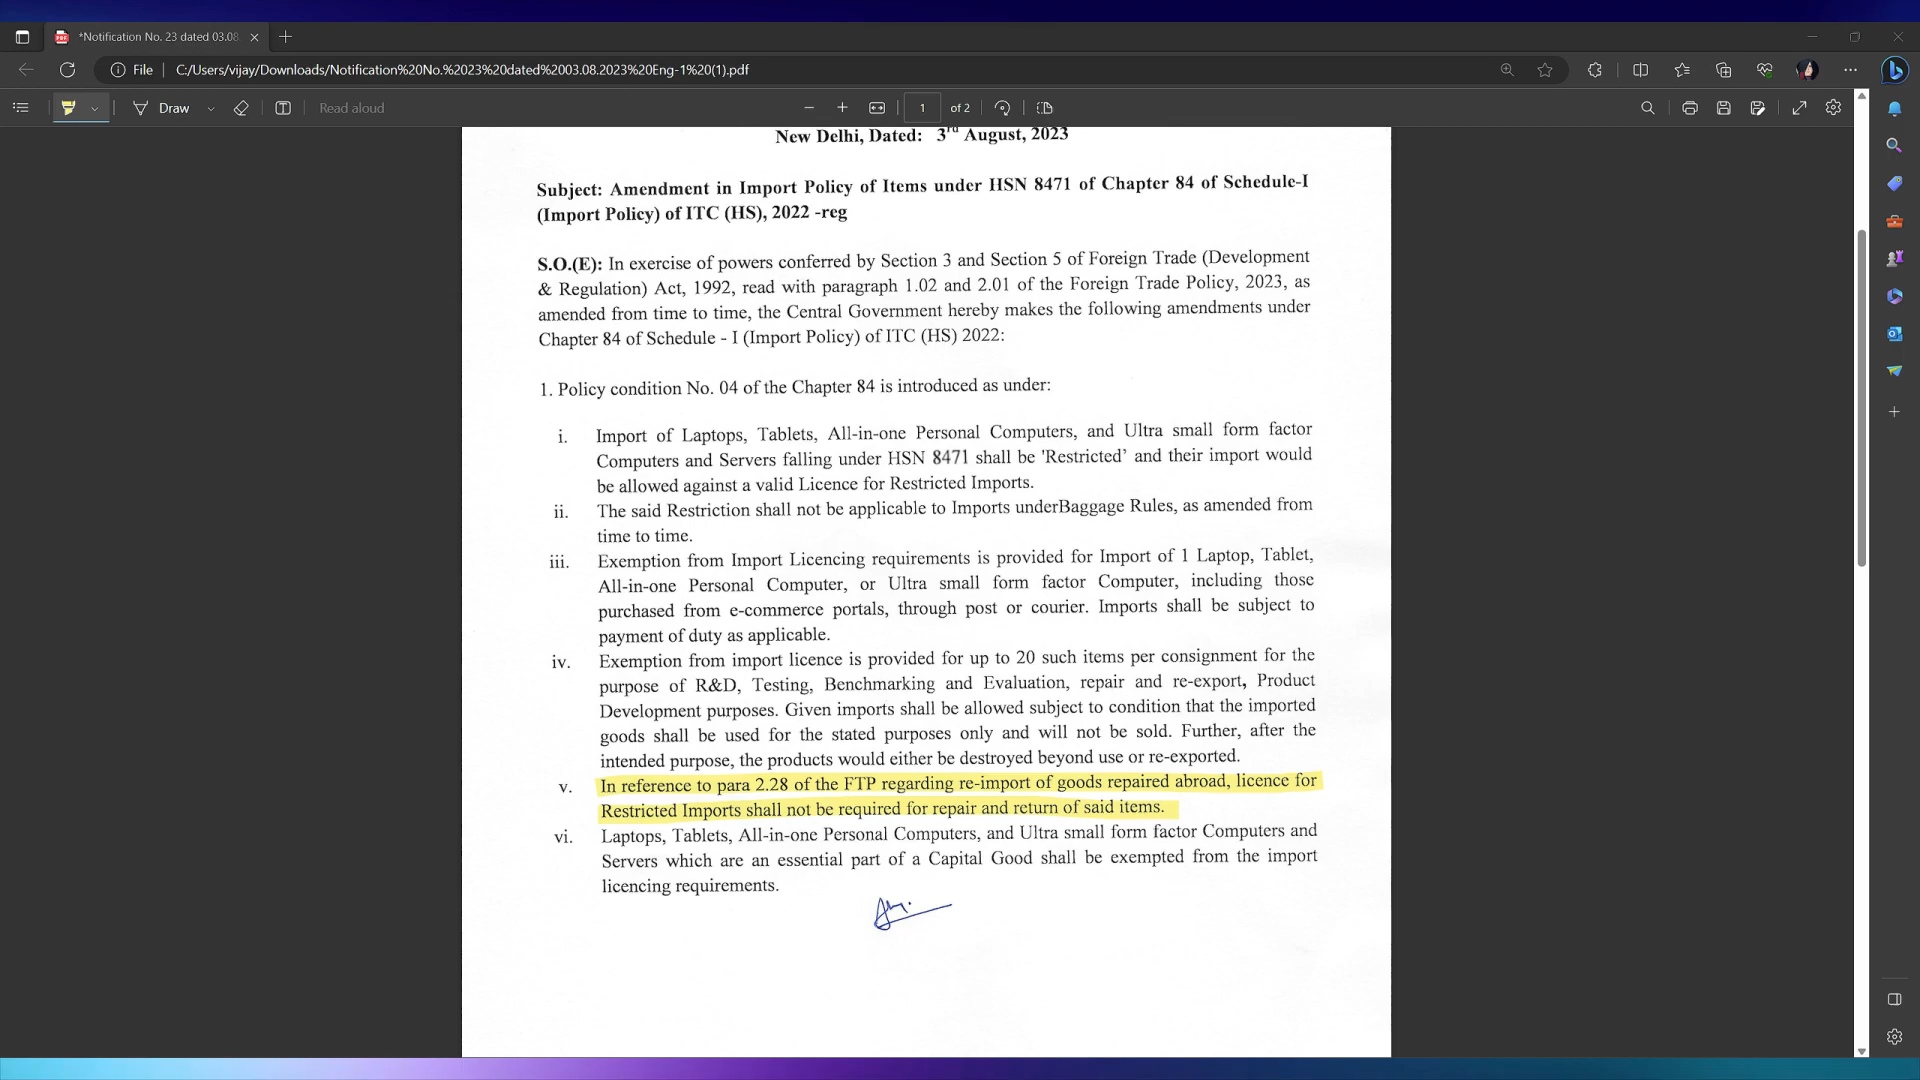 *Notification No. 23 dated 03.08.
File
C:/Users/vijay/Downloads/Notification%20No.%2023%20dated%2003.08.2023%20Eng-1%20(1).pdf
Draw
Read aloud
1 of 2
New Delhi, Dated: 3rd August, 2023
Subject: Amendment in Import Policy of Items under HSN 8471 of Chapter 84 of Schedule-I
(Import Policy) of ITC (HS), 2022 -reg
S.O.(E): In exercise of powers conferred by Section 3 and Section 5 of Foreign Trade (Development
& Regulation) Act, 1992, read with paragraph 1.02 and 2.01 of the Foreign Trade Policy, 2023, as
amended from time to time, the Central Government hereby makes the following amendments under
Chapter 84 of Schedule - I (Import Policy) of ITC (HS) 2022:
1. Policy condition No. 04 of the Chapter 84 is introduced as under:
i. Import of Laptops, Tablets, All-in-one Personal Computers, and Ultra small form factor
Computers and Servers falling under HSN 8471 shall be 'Restricted’ and their import would
be allowed against a valid Licence for Restricted Imports.
ii. The said Restriction shall not be applicable to Imports underBaggage Rules, as amended from
time to time.
iii. Exemption from Import Licencing requirements is provided for Import of 1 Laptop, Tablet,
All-in-one Personal Computer, or Ultra small form factor Computer, including those
purchased from e-commerce portals, through post or courier. Imports shall be subject to
payment of duty as applicable.
iv. Exemption from import licence is provided for up to 20 such items per consignment for the
purpose of R&D, Testing, Benchmarking and Evaluation, repair and re-export, Product
Development purposes. Given imports shall be allowed subject to condition that the imported
goods shall be used for the stated purposes only and will not be sold. Further, after the
intended purpose, the products would either be destroyed beyond use or re-exported.
v. In reference to para 2.28 of the FTP regarding re-import of goods repaired abroad, licence for
Restricted Imports shall not be required for repair and return of said items.
vi. Laptops, Tablets, All-in-one Personal Computers, and Ultra small form factor Computers and
Servers which are an essential part of a Capital Good shall be exempted from the import
licencing requirements.